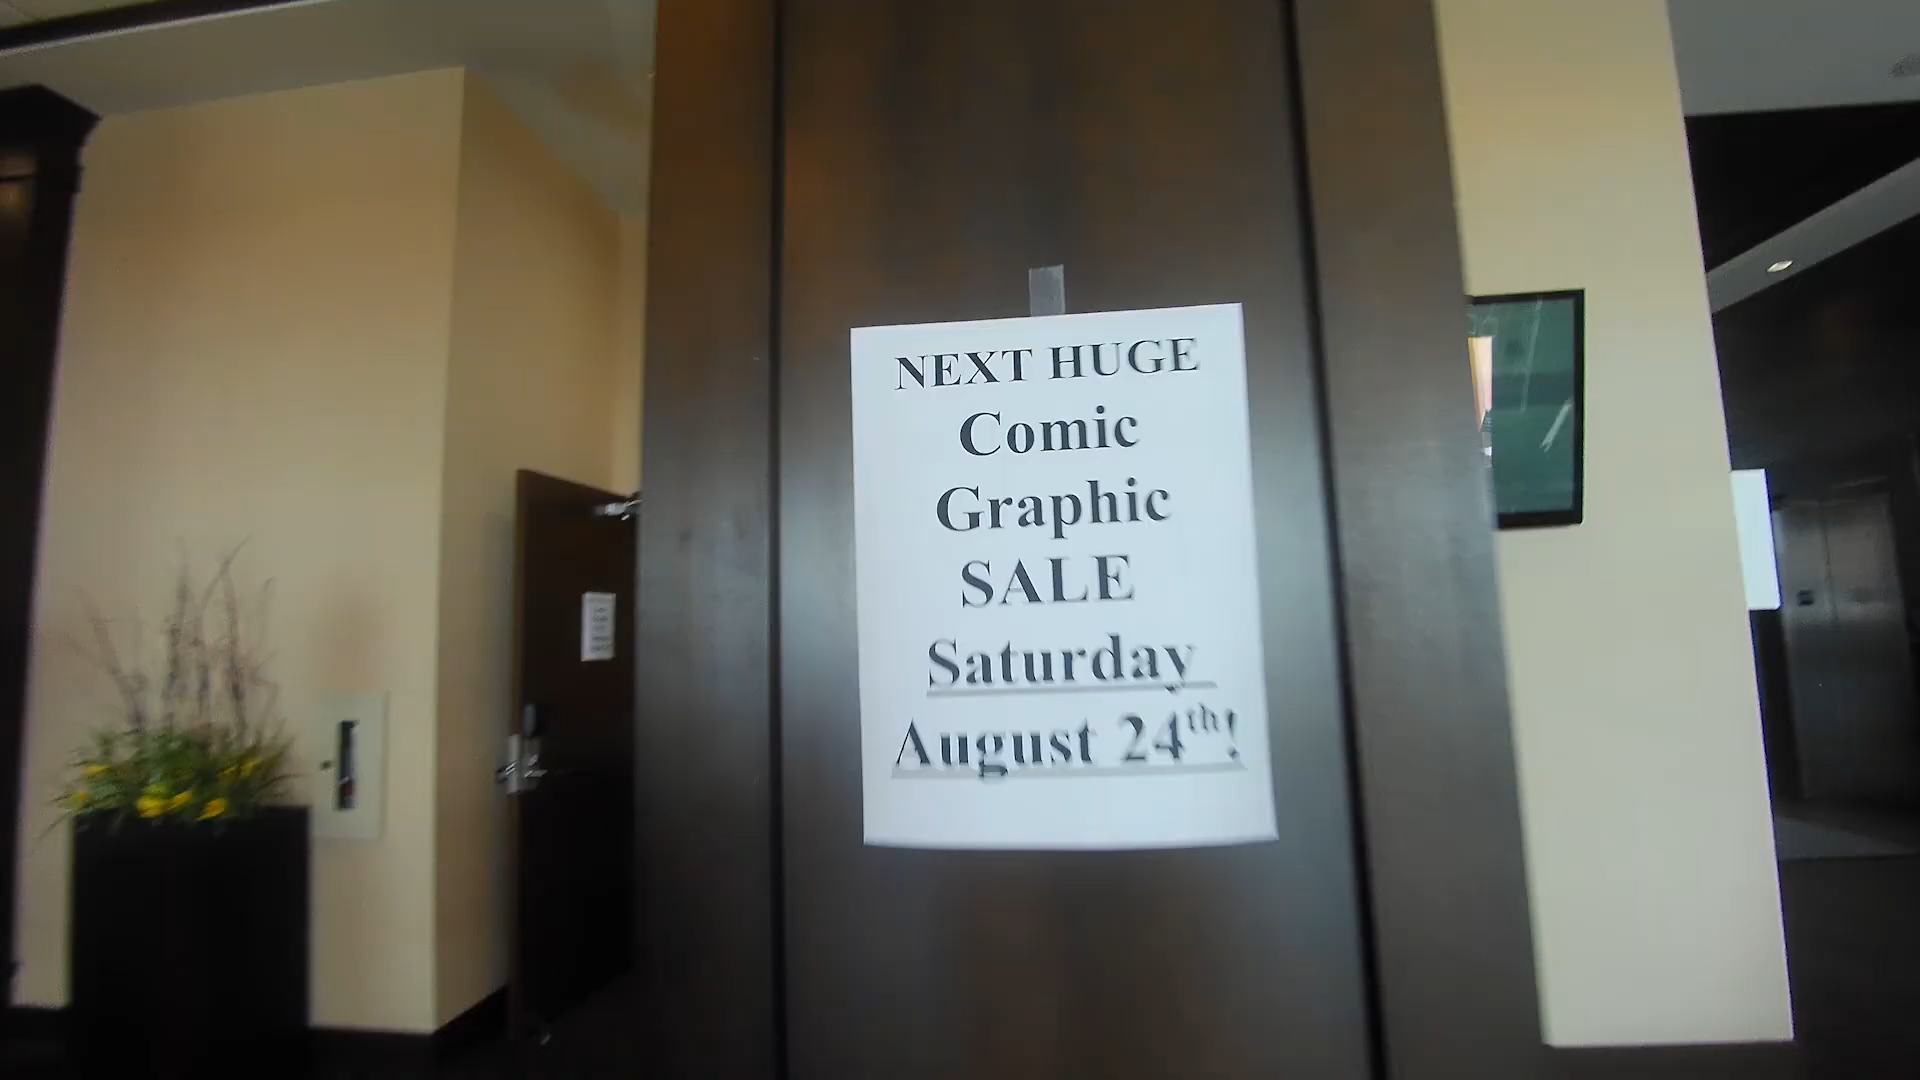 NEXT HUGE
Comic
Graphic
SALE
Saturday
August 24th!